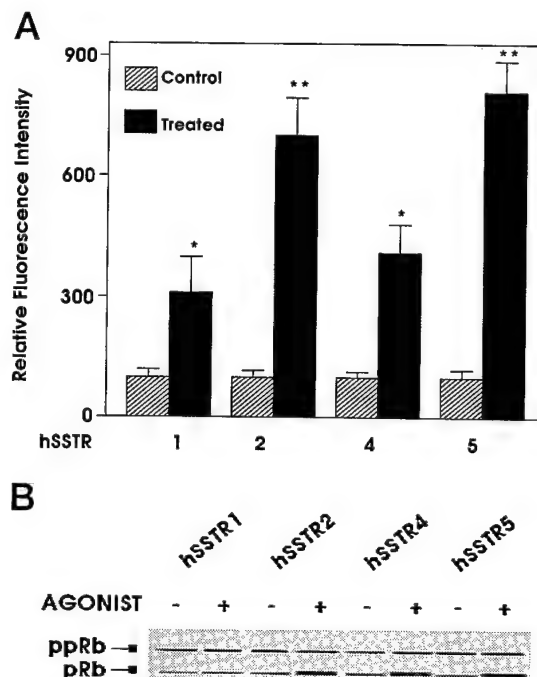 A
900
600
300
0
Relative Fluorescence Intensity
Control
Treated
* ** * **
hSSTR 1 2 4 5
B
hSSTR1 hSSTR2 hSSTR4 hSSTR5
AGONIST - + - + - + - +
ppRb
pRb